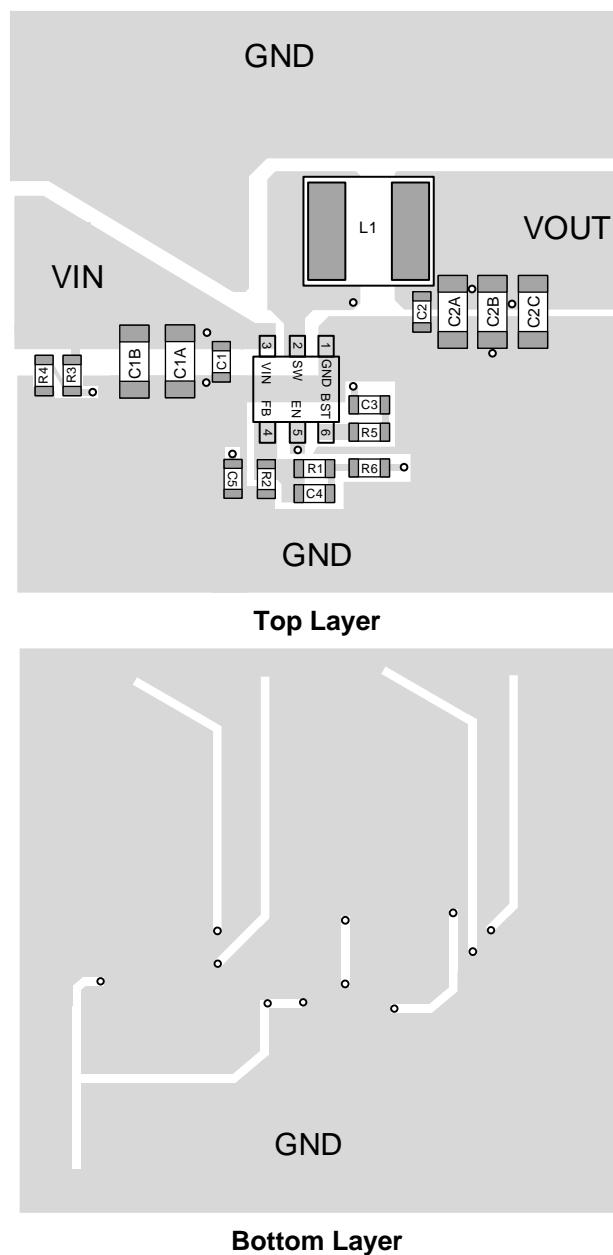 GND
L1
VOUT
VIN
C2
C2A
C2B
C2C
R4
R3
C1B
C1A
C1
3
2
1
VIN
SW
GND
FB
EN
BST
4
5
6
C3
R5
C5
R2
R1
R6
C4
GND
Top Layer
GND
Bottom Layer